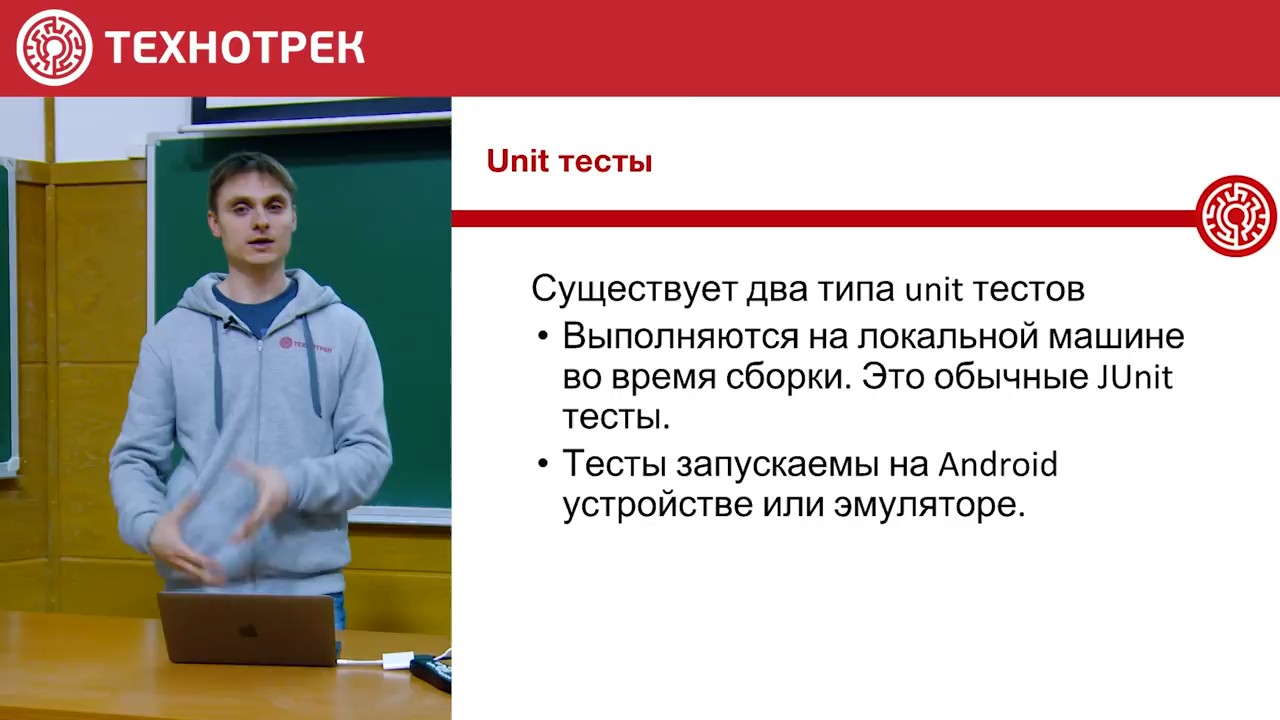 ТЕХНОТРЕК
Unit тесты
Существует два типа unit тестов
• Выполняются на локальной машине
во время сборки. Это обычные JUnit
тесты.
• Тесты запускаемы на Android
устройстве или эмуляторе.
ТЕХНОТРЕК